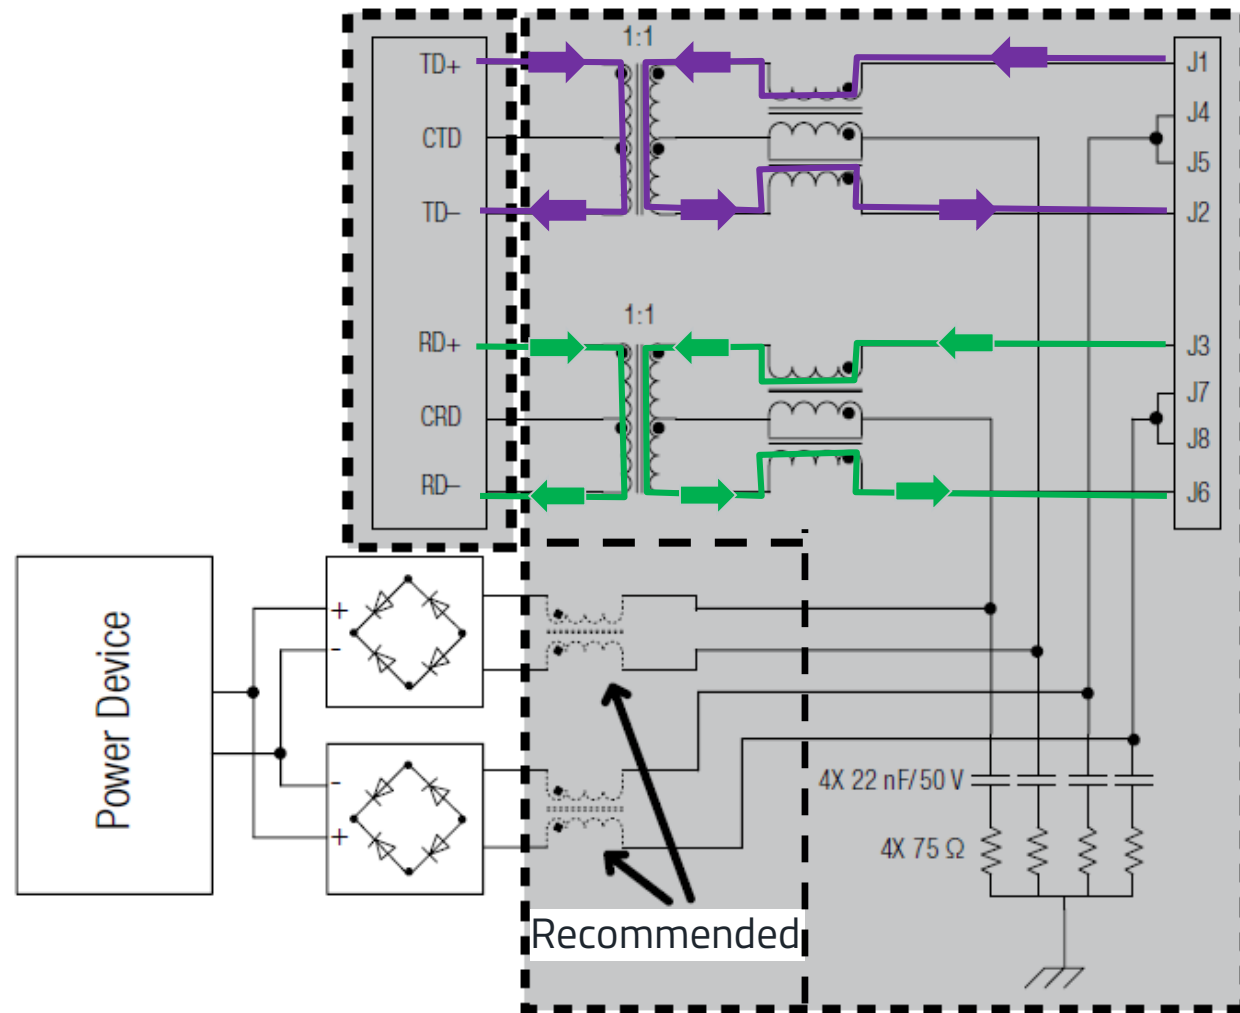 1:1
TD+
J1
J4
CTD
J5
TD–
J2
1:1
RD+
J3
J7
CRD
J8
RD–
J6
Power Device
+
-
-
+
4X 22 nF/50 V
4X 75 Ω
Recommended